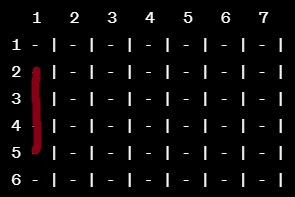 1 2 3 4 5 6 7
1 - | - | - | - | - | - | - |
2 | - | - | - | - | - | - |
3 | - | - | - | - | - | - |
4 | - | - | - | - | - | - |
5 | - | - | - | - | - | - |
6 - | - | - | - | - | - | - |